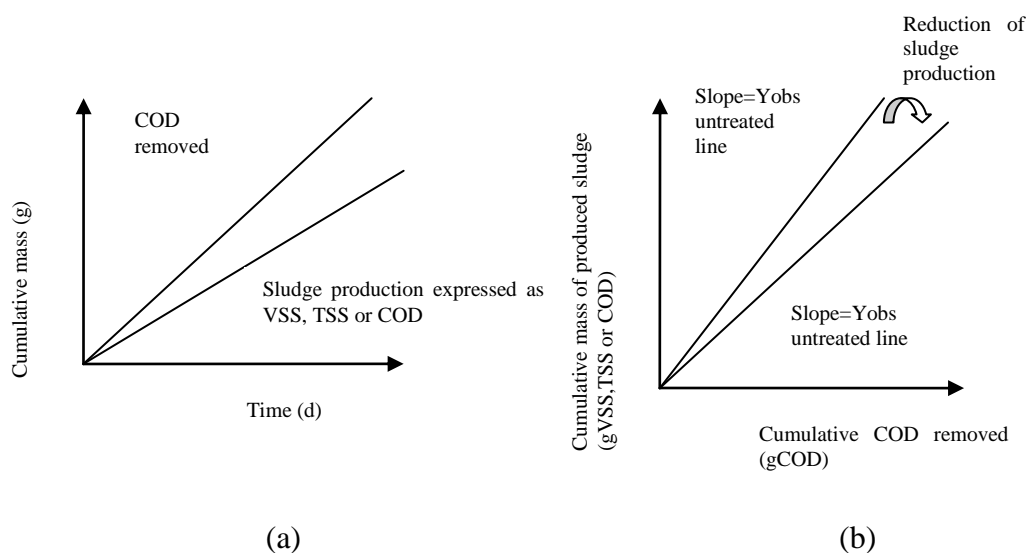 COD
removed
Cumulative mass (g)
Sludge production expressed as
VSS, TSS or COD
Time (d)
(a)
Reduction of
sludge
production
Slope=Yobs
untreated
line
Cumulative mass of produced sludge
(gVSS,TSS or COD)
Slope=Yobs
untreated line
Cumulative COD removed
(gCOD)
(b)